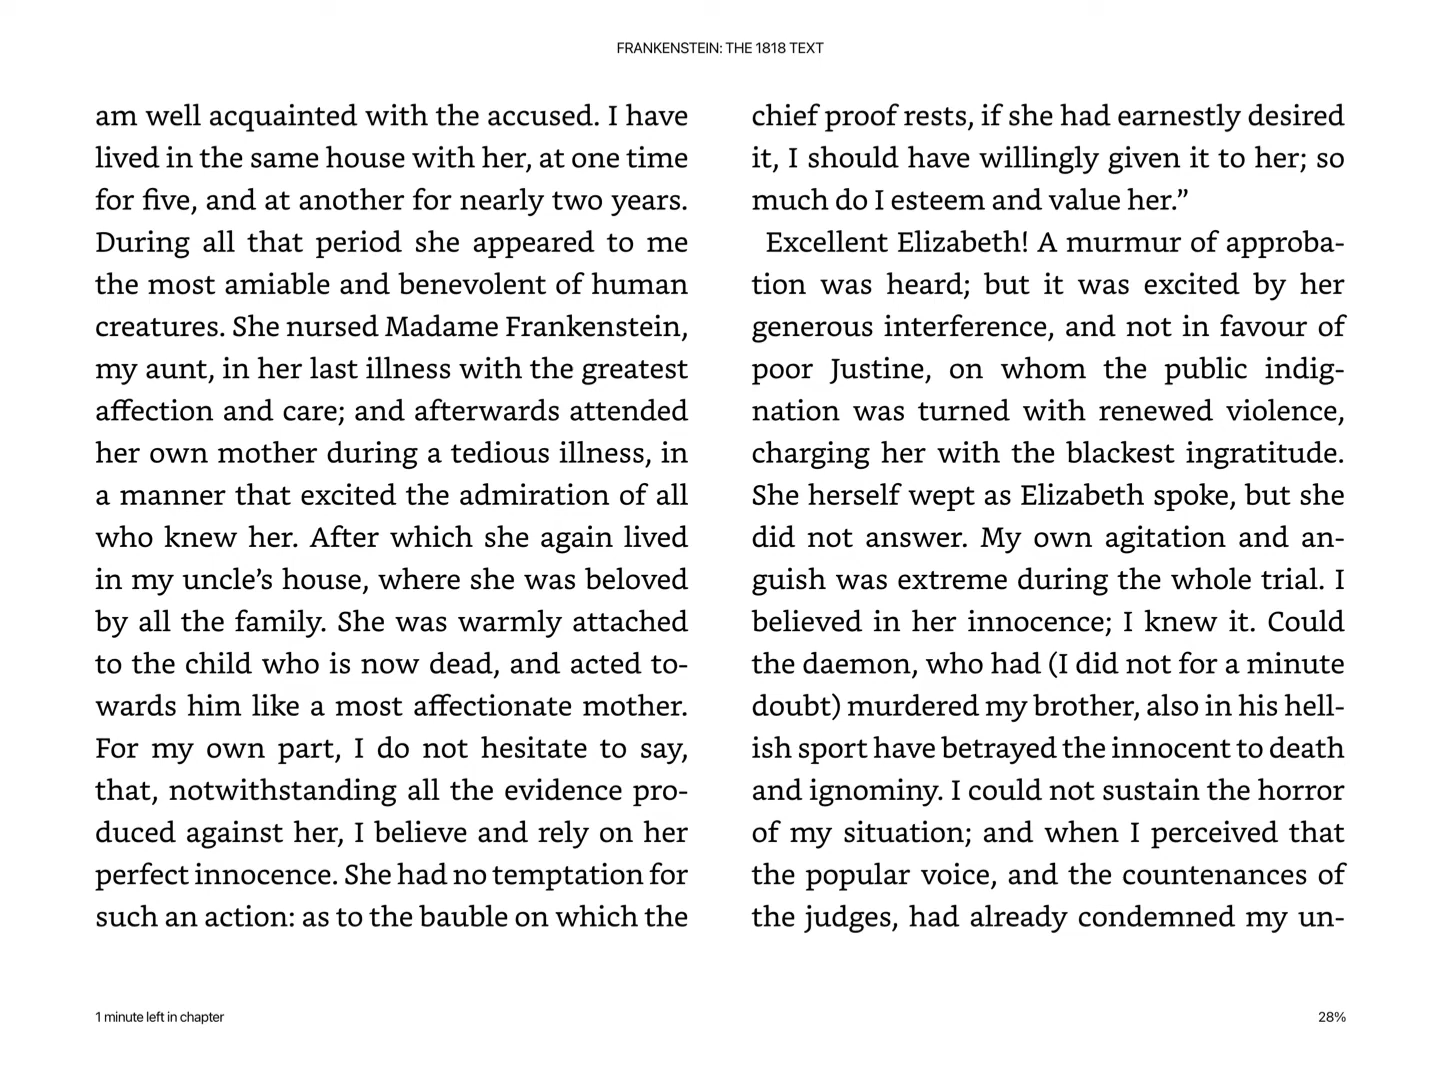 FRANKENSTEIN: THE 1818 TEXT
am well acquainted with the accused. I have
lived in the same house with her, at one time
for five, and at another for nearly two years.
During all that period she appeared to me
the most amiable and benevolent of human
creatures. She nursed Madame Frankenstein,
my aunt, in her last illness with the greatest
affection and care; and afterwards attended
her own mother during a tedious illness, in
a manner that excited the admiration of all
who knew her. After which she again lived
in my uncle’s house, where she was beloved
by all the family. She was warmly attached
to the child who is now dead, and acted to-
wards him like a most affectionate mother.
For my own part, I do not hesitate to say,
that, notwithstanding all the evidence pro-
duced against her, I believe and rely on her
perfect innocence. She had no temptation for
such an action: as to the bauble on which the
chief proof rests, if she had earnestly desired
it, I should have willingly given it to her; so
much do I esteem and value her.”
Excellent Elizabeth! A murmur of approba-
tion was heard; but it was excited by her
generous interference, and not in favour of
poor Justine, on whom the public indig-
nation was turned with renewed violence,
charging her with the blackest ingratitude.
She herself wept as Elizabeth spoke, but she
did not answer. My own agitation and an-
guish was extreme during the whole trial. I
believed in her innocence; I knew it. Could
the daemon, who had (I did not for a minute
doubt) murdered my brother, also in his hell-
ish sport have betrayed the innocent to death
and ignominy. I could not sustain the horror
of my situation; and when I perceived that
the popular voice, and the countenances of
the judges, had already condemned my un-
1 minute left in chapter
28%